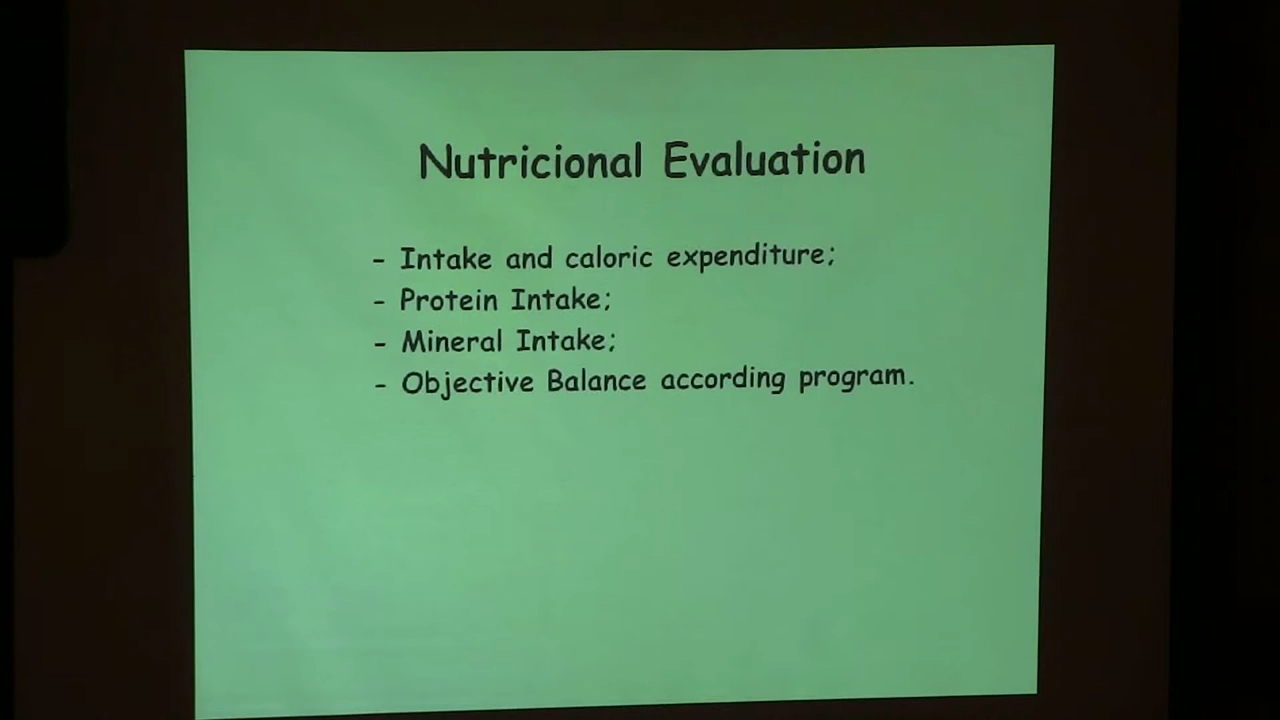 Nutricional Evaluation
- Intake and caloric expenditure;
- Protein Intake;
- Mineral Intake;
- Objective Balance according program.